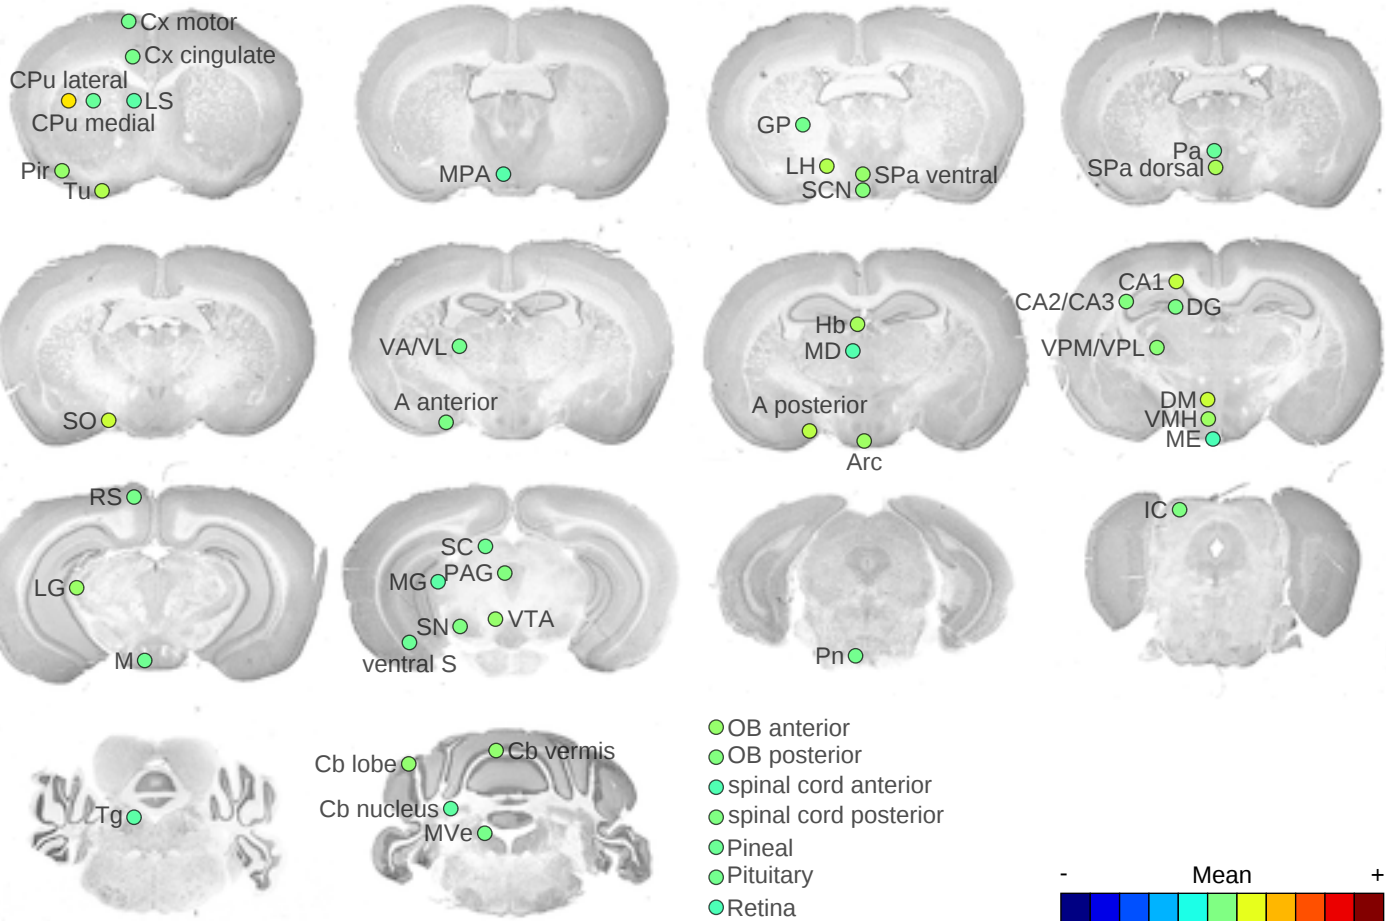 Cx motor
Cx cingulate
CPu lateral
LS
CPu medial
Pir
Tu
MPA
GP
LH
SPa ventral
SCN
Pa
SPa dorsal
SO
VA/VL
A anterior
Hb
MD
A posterior
Arc
CA1
CA2/CA3
DG
VPM/VPL
DM
VMH
ME
RS
LG
M
SC
MG
PAG
SN
VTA
ventral S
Pn
IC
Tg
Cb lobe
Cb vermis
Cb nucleus
MVe
OB anterior
OB posterior
spinal cord anterior
spinal cord posterior
Pineal
Pituitary
Retina
- Mean +